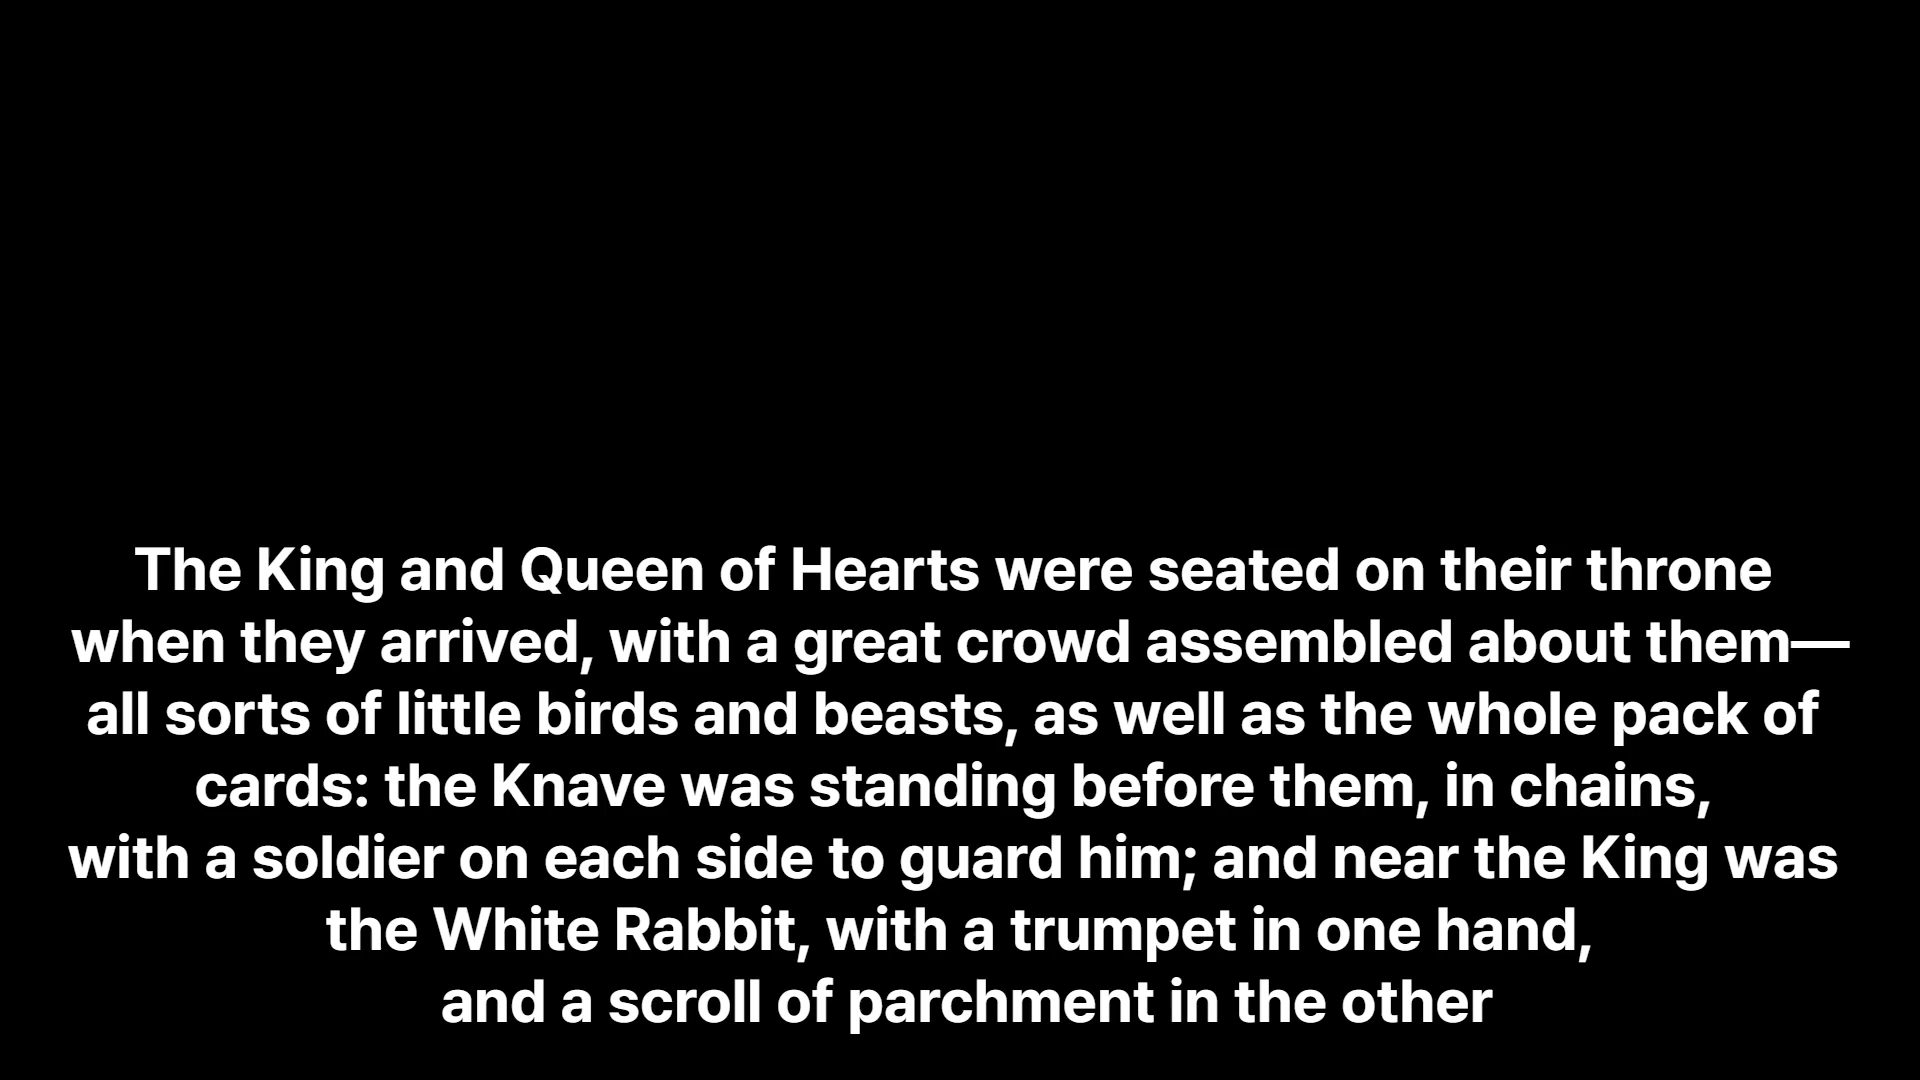 The King and Queen of Hearts were seated on their throne
when they arrived, with a great crowd assembled about them—
all sorts of little birds and beasts, as well as the whole pack of
cards: the Knave was standing before them, in chains,
with a soldier on each side to guard him; and near the King was
the White Rabbit, with a trumpet in one hand,
and a scroll of parchment in the other